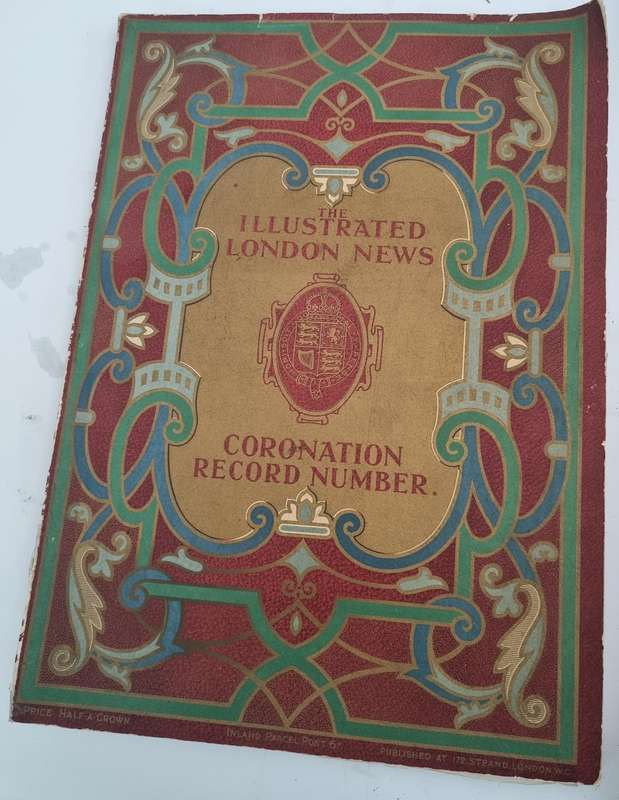 THE
ILLUSTRATED
LONDON NEWS
CORONATION
RECORD NUMBER.
PRICE HALF-A-CROWN
INLAND PARCEL POST 6D
PUBLISHED AT 172, STRAND, LONDON. W.C.